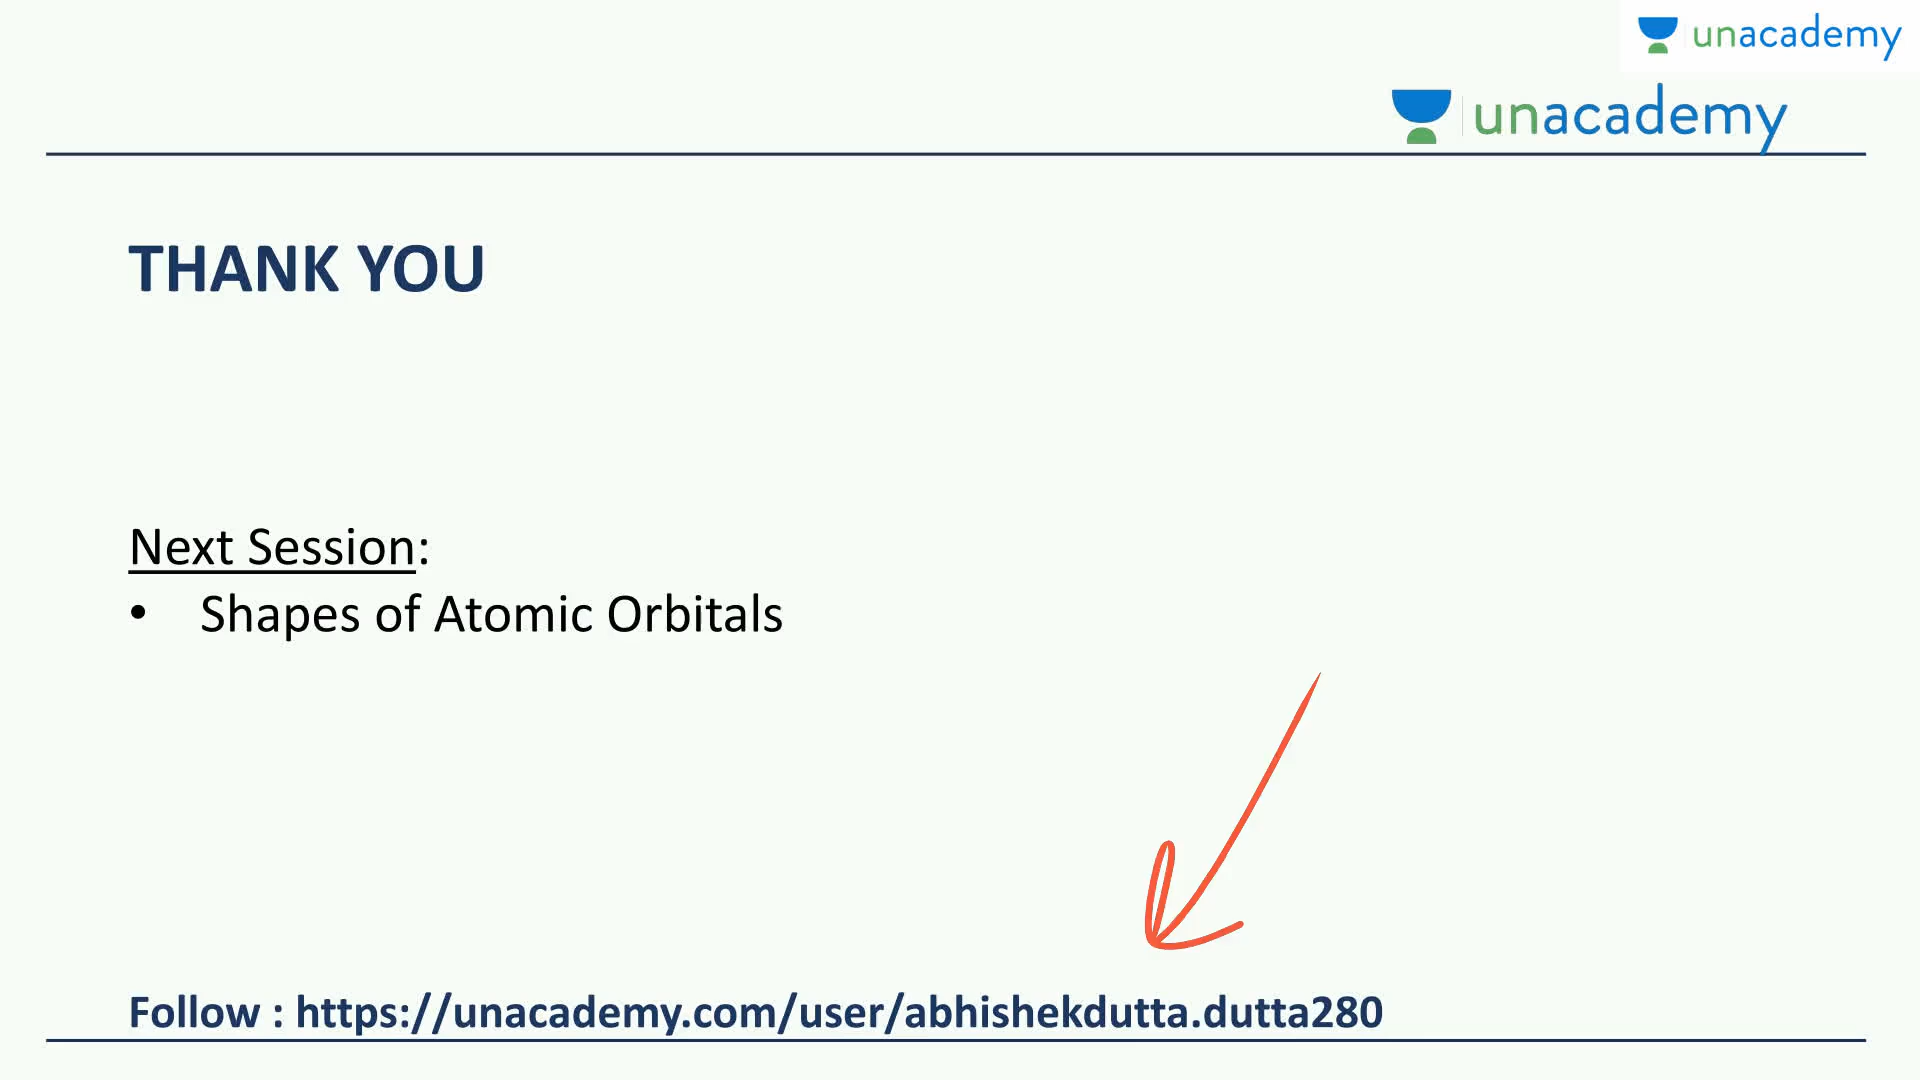 unacademy
unacademy
THANK YOU
Next Session:
• Shapes of Atomic Orbitals
Follow : https://unacademy.com/user/abhishekdutta.dutta280